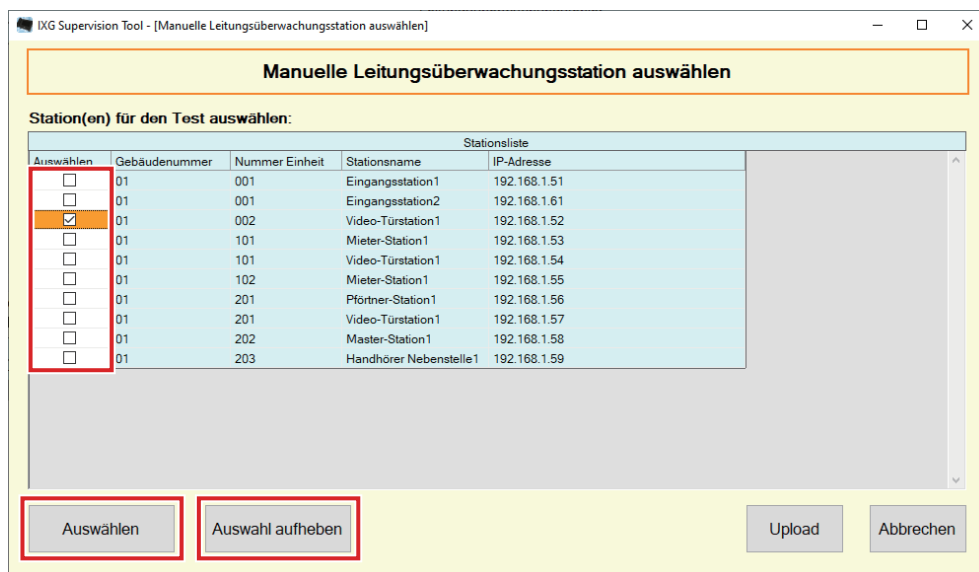 IXG Supervision Tool - [Manuelle Leitungsüberwachungsstation auswählen]
Manuelle Leitungsüberwachungsstation auswählen
Station(en) für den Test auswählen:
Stationsliste
Auswählen Gebäudenummer Nummer Einheit Stationsname IP-Adresse
01 001 Eingangsstation1 192.168.1.51
01 001 Eingangsstation2 192.168.1.61
01 002 Video-Türstation1 192.168.1.52
01 101 Mieter-Station1 192.168.1.53
01 101 Video-Türstation1 192.168.1.54
01 102 Mieter-Station1 192.168.1.55
01 201 Pförtner-Station1 192.168.1.56
01 201 Video-Türstation1 192.168.1.57
01 202 Master-Station1 192.168.1.58
01 203 Handhörer Nebenstelle1 192.168.1.59
Auswählen Auswahl aufheben Upload Abbrechen